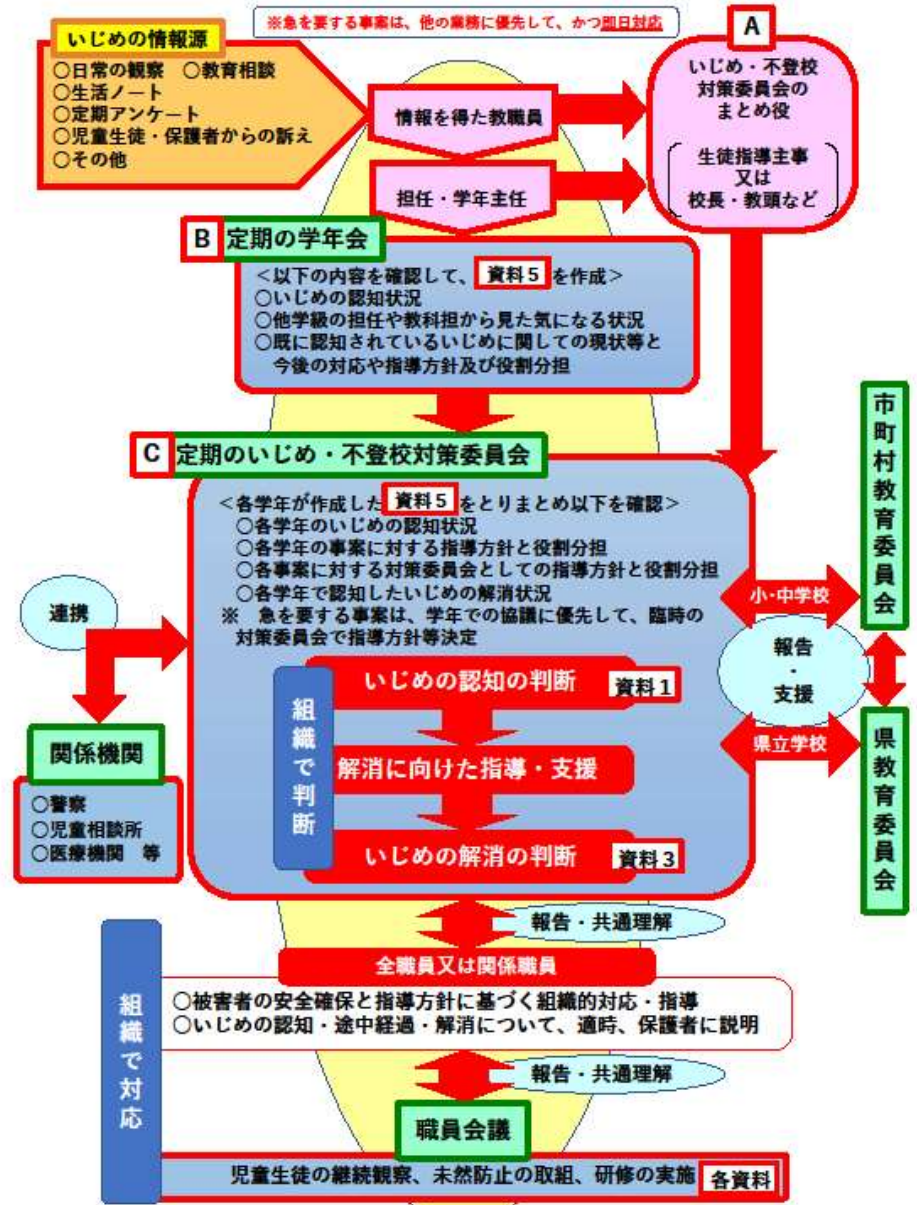 ※急を要する事案は、他の業務に優先して、かつ即日対応
いじめの情報源
○日常の観察　○教育相談
○生活ノート
○定期アンケート
○児童生徒・保護者からの訴え
○その他
情報を得た教職員
担任・学年主任
A
いじめ・不登校
対策委員会の
まとめ役
生徒指導主事
又は
校長・教頭など
B 定期の学年会
＜以下の内容を確認して、資料5を作成＞
○いじめの認知状況
○他学級の担任や教科担から見た気になる状況
○既に認知されているいじめに関しての現状等と
今後の対応や指導方針及び役割分担
C 定期のいじめ・不登校対策委員会
＜各学年が作成した資料5をとりまとめ以下を確認＞
○各学年のいじめの認知状況
○各学年の事案に対する指導方針と役割分担
○各事案に対する対策委員会としての指導方針と役割分担
○各学年で認知したいじめの解消状況
※　急を要する事案は、学年での協議に優先して、臨時の
対策委員会で指導方針等決定
組織で判断
いじめの認知の判断 資料1
解消に向けた指導・支援
いじめの解消の判断 資料3
連携
関係機関
○警察
○児童相談所
○医療機関　等
市町村教育委員会
小・中学校
報告
・
支援
県立学校
県教育委員会
報告・共通理解
組織で対応
全職員又は関係職員
○被害者の安全確保と指導方針に基づく組織的対応・指導
○いじめの認知・途中経過・解消について、適時、保護者に説明
報告・共通理解
職員会議
児童生徒の継続観察、未然防止の取組、研修の実施 各資料